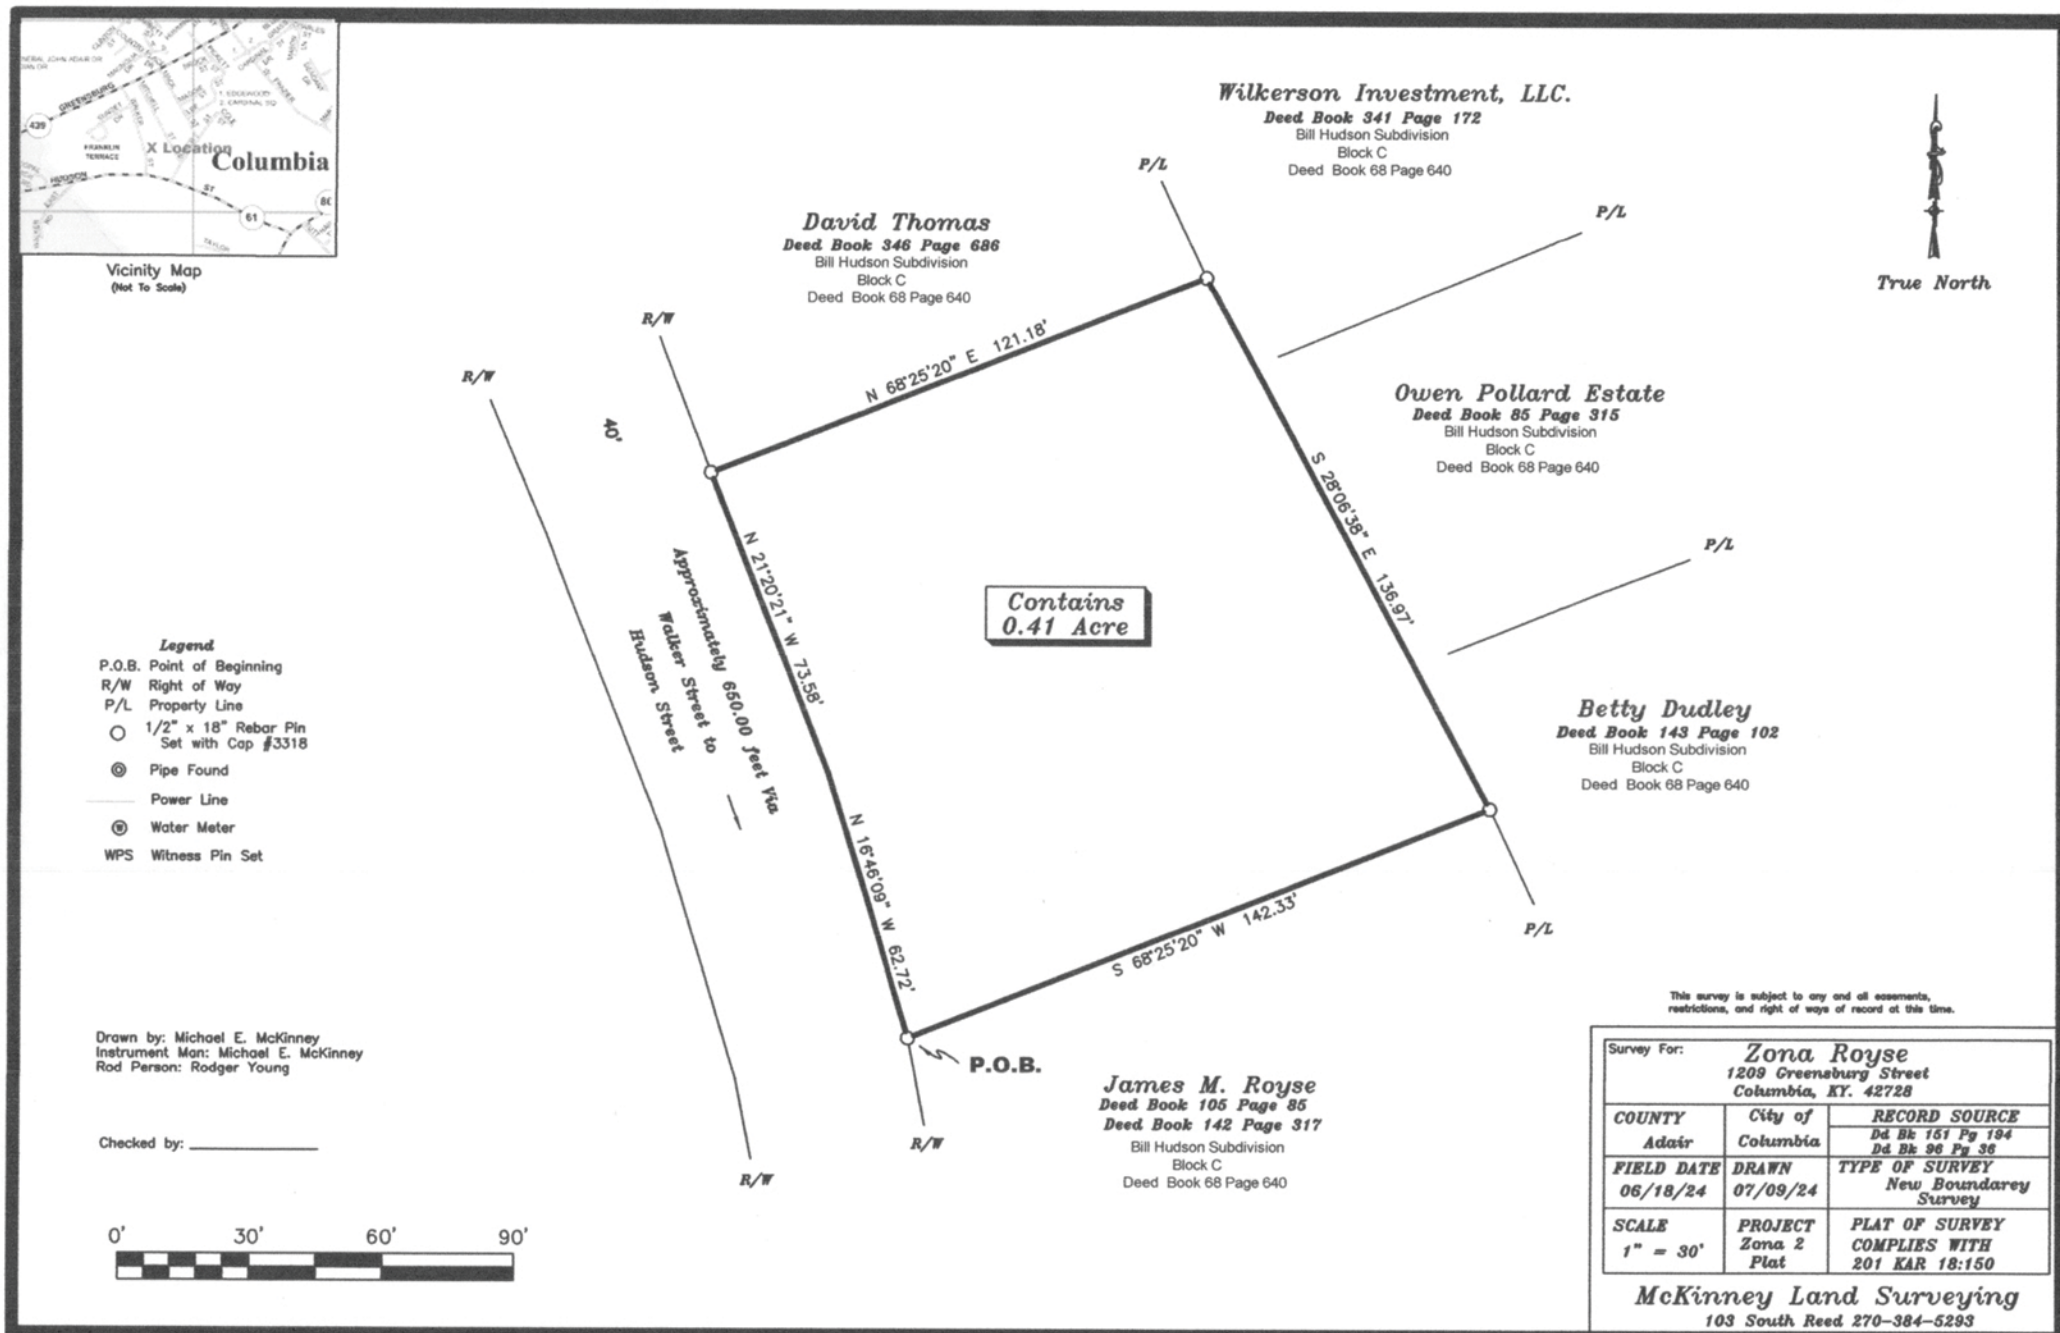 GREENSBURG
439
FRANKLIN
TERRACE
X Location
Columbia
1. EDGEWOOD
2. CARDINAL SQ
HUDSON
ST
61
TAYLOR
Vicinity Map
(Not To Scale)
Wilkerson Investment, LLC.
Deed Book 341 Page 172
Bill Hudson Subdivision
Block C
Deed Book 68 Page 640
P/L
P/L
True North
David Thomas
Deed Book 346 Page 686
Bill Hudson Subdivision
Block C
Deed Book 68 Page 640
R/W
R/W
40'
N 68°25'20" E 121.18'
Owen Pollard Estate
Deed Book 85 Page 315
Bill Hudson Subdivision
Block C
Deed Book 68 Page 640
S 28°06'38" E 136.97'
P/L
N 21°20'21" W 73.58'
Approximately 650.00 feet Via
Walker Street to
Hudson Street
Contains
0.41 Acre
Betty Dudley
Deed Book 143 Page 102
Bill Hudson Subdivision
Block C
Deed Book 68 Page 640
N 16°46'09" W 62.72'
S 68°25'20" W 142.33'
P/L
P.O.B.
R/W
R/W
James M. Royse
Deed Book 105 Page 85
Deed Book 142 Page 317
Bill Hudson Subdivision
Block C
Deed Book 68 Page 640
Legend
P.O.B. Point of Beginning
R/W Right of Way
P/L Property Line
1/2" x 18" Rebar Pin
Set with Cap #3318
Pipe Found
Power Line
W Water Meter
WPS Witness Pin Set
Drawn by: Michael E. McKinney
Instrument Man: Michael E. McKinney
Rod Person: Rodger Young
Checked by:
0' 30' 60' 90'
This survey is subject to any and all easements,
restrictions, and right of ways of record at this time.
Survey For: Zona Royse
1209 Greensburg Street
Columbia, KY. 42728
COUNTY
Adair
City of
Columbia
RECORD SOURCE
Dd Bk 151 Pg 194
Dd Bk 96 Pg 36
FIELD DATE
06/18/24
DRAWN
07/09/24
TYPE OF SURVEY
New Boundarey
Survey
SCALE
1" = 30'
PROJECT
Zona 2
Plat
PLAT OF SURVEY
COMPLIES WITH
201 KAR 18:150
McKinney Land Surveying
103 South Reed 270-384-5293